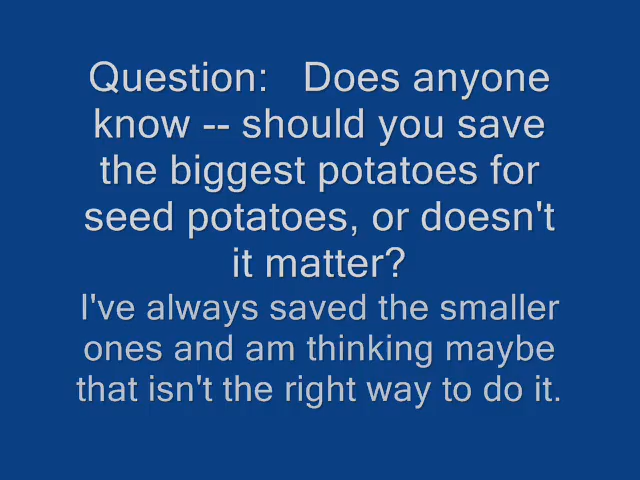 Question:   Does anyone
know -- should you save
the biggest potatoes for
seed potatoes, or doesn't
it matter?
I've always saved the smaller
ones and am thinking maybe
that isn't the right way to do it.